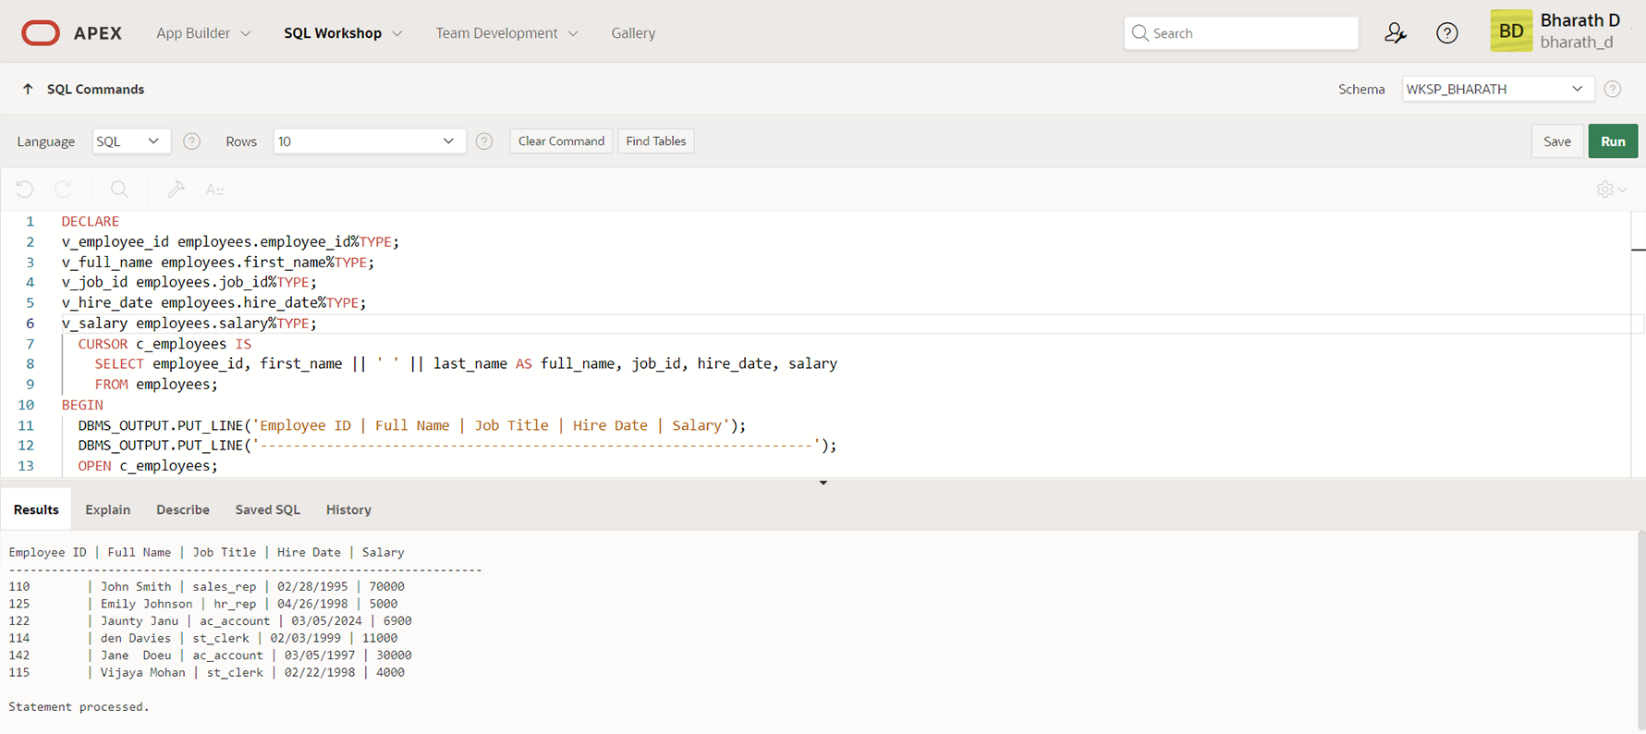 APEX App Builder SQL Workshop Team Development Gallery Search ? BD Bharath D
bharath_d
↑ SQL Commands Schema WKSP_BHARATH ?
Language SQL ? Rows 10 ? Clear Command Find Tables Save Run
A
1 DECLARE
2 v_employee_id employees.employee_id%TYPE;
3 v_full_name employees.first_name%TYPE;
4 v_job_id employees.job_id%TYPE;
5 v_hire_date employees.hire_date%TYPE;
6 v_salary employees.salary%TYPE;
7 CURSOR c_employees IS
8 SELECT employee_id, first_name || ' ' || last_name AS full_name, job_id, hire_date, salary
9 FROM employees;
10 BEGIN
11 DBMS_OUTPUT.PUT_LINE('Employee ID | Full Name | Job Title | Hire Date | Salary');
12 DBMS_OUTPUT.PUT_LINE('-------------------------------------------------------------------');
13 OPEN c_employees;
Results Explain Describe Saved SQL History
Employee ID | Full Name | Job Title | Hire Date | Salary
-------------------------------------------------------------------
110 | John Smith | sales_rep | 02/28/1995 | 70000
125 | Emily Johnson | hr_rep | 04/26/1998 | 5000
122 | Jaunty Janu | ac_account | 03/05/2024 | 6900
114 | den Davies | st_clerk | 02/03/1999 | 11000
142 | Jane  Doeu | ac_account | 03/05/1997 | 30000
115 | Vijaya Mohan | st_clerk | 02/22/1998 | 4000
Statement processed.